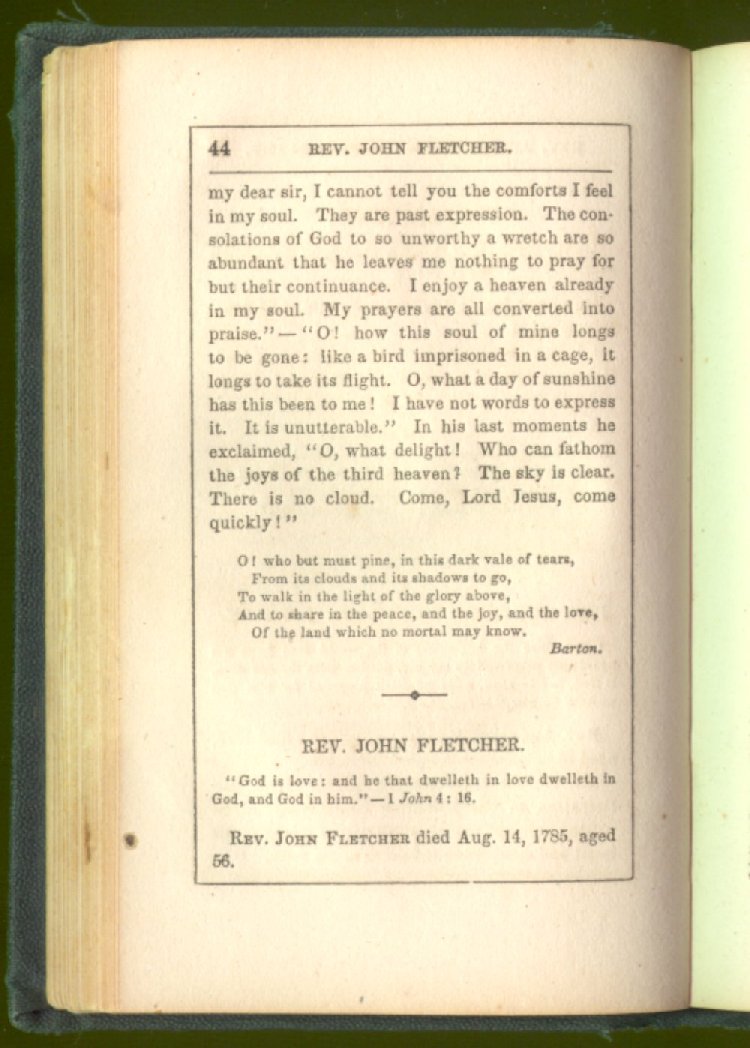 44 REV. JOHN FLETCHER.
my dear sir, I cannot tell you the comforts I feel
in my soul. They are past expression. The con-
solations of God to so unworthy a wretch are so
abundant that he leaves me nothing to pray for
but their continuance. I enjoy a heaven already
in my soul. My prayers are all converted into
praise." — "O! how this soul of mine longs
to be gone: like a bird imprisoned in a cage, it
longs to take its flight. O, what a day of sunshine
has this been to me! I have not words to express
it. It is unutterable." In his last moments he
exclaimed, "O, what delight! Who can fathom
the joys of the third heaven? The sky is clear.
There is no cloud. Come, Lord Jesus, come
quickly!"
O! who but must pine, in this dark vale of tears,
From its clouds and its shadows to go,
To walk in the light of the glory above,
And to share in the peace, and the joy, and the love,
Of the land which no mortal may know.
Barton.
REV. JOHN FLETCHER.
"God is love: and he that dwelleth in love dwelleth in
God, and God in him."—1 John 4: 16.
REV. JOHN FLETCHER died Aug. 14, 1785, aged
56.